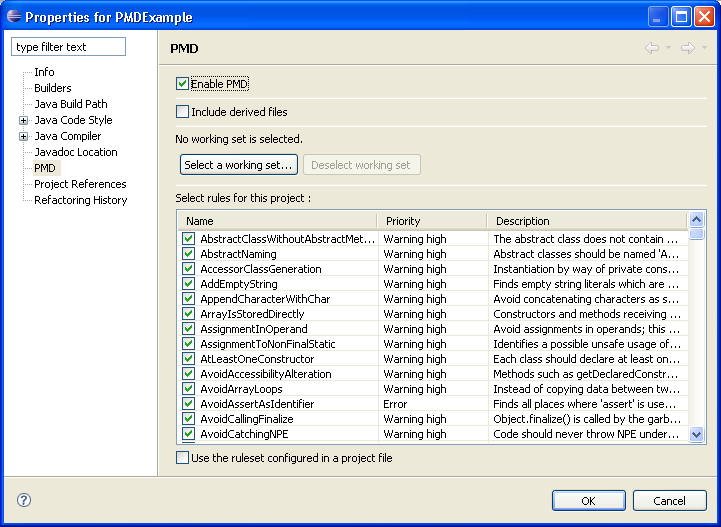 Properties for PMDExample
type filter text
Info
Builders
Java Build Path
Java Code Style
Java Compiler
Javadoc Location
PMD
Project References
Refactoring History
PMD
Enable PMD
Include derived files
No working set is selected.
Select a working set... Deselect working set
Select rules for this project :
Name Priority Description
AbstractClassWithoutAbstractMet... Warning high The abstract class does not contain ...
AbstractNaming Warning high Abstract classes should be named 'A...
AccessorClassGeneration Warning high Instantiation by way of private cons...
AddEmptyString Warning high Finds empty string literals which are ...
AppendCharacterWithChar Warning high Avoid concatenating characters as s...
ArrayIsStoredDirectly Warning high Constructors and methods receiving ...
AssignmentInOperand Warning high Avoid assignments in operands; this ...
AssignmentToNonFinalStatic Warning high Identifies a possible unsafe usage of...
AtLeastOneConstructor Warning high Each class should declare at least on...
AvoidAccessibilityAlteration Warning high Methods such as getDeclaredConstr...
AvoidArrayLoops Warning high Instead of copying data between tw...
AvoidAssertAsIdentifier Error Finds all places where 'assert' is use...
AvoidCallingFinalize Warning high Object.finalize() is called by the garb...
AvoidCatchingNPE Warning high Code should never throw NPE under...
Use the ruleset configured in a project file
? OK Cancel